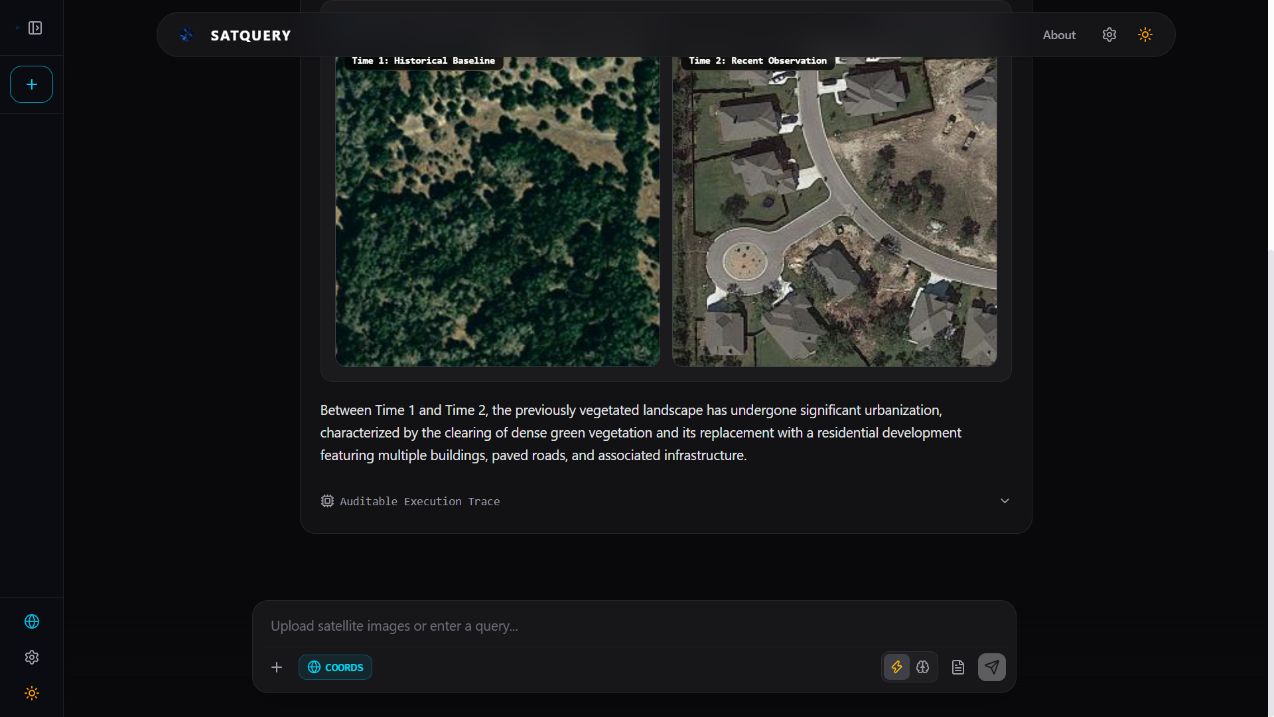 SATQUERY
About
Time 1: Historical Baseline
Time 2: Recent Observation
Between Time 1 and Time 2, the previously vegetated landscape has undergone significant urbanization,
characterized by the clearing of dense green vegetation and its replacement with a residential development
featuring multiple buildings, paved roads, and associated infrastructure.
Auditable Execution Trace
Upload satellite images or enter a query...
COORDS